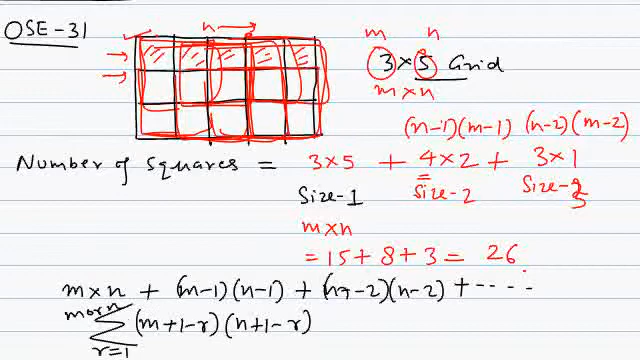 OSE-31
n →
m n
3×5 Grid
m×n
(n-1)(m-1) (n-2)(m-2)
Number of squares = 3×5 + 4×2 + 3×1
Size-1 Size-2 Size-3
m×n
= 15 + 8 + 3 = 26
m×n + (m-1)(n-1) + (m-2)(n-2) + ....
m or n
∑ (m+1-r)(n+1-r)
r=1